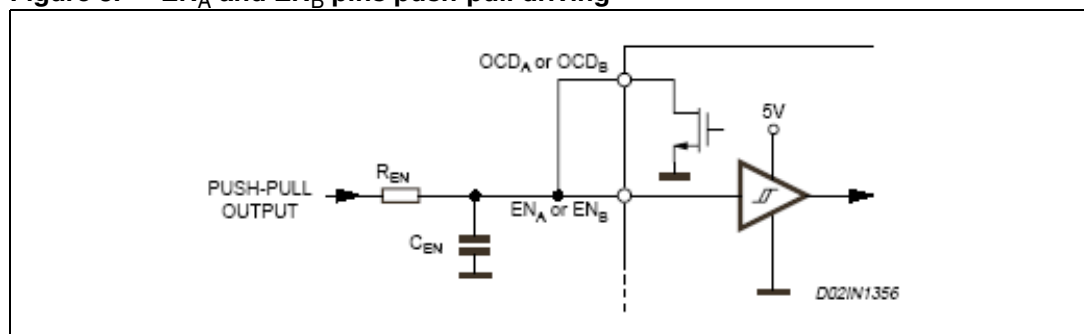 OCDA or OCDB
5V
REN
PUSH-PULL
OUTPUT
ENA or ENB
CEN
D02IN1356